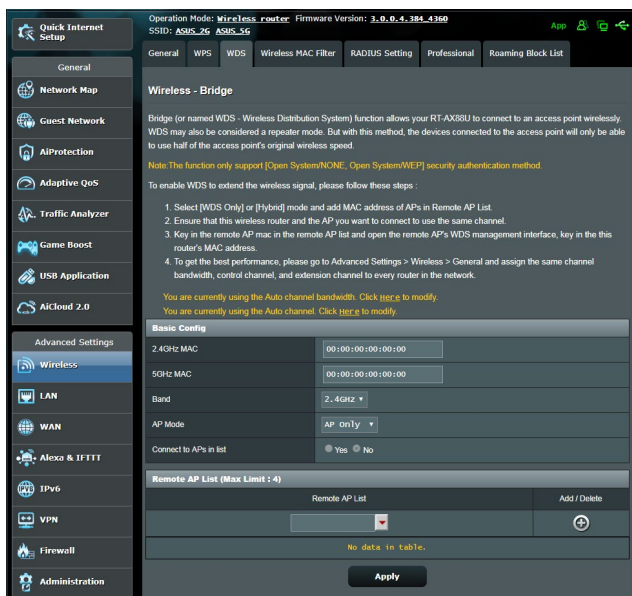 Operation Mode: Wireless router Firmware Version: 3.0.0.4.384_4360
SSID: ASUS_2G ASUS_5G
App
Quick Internet Setup
General
Network Map
Guest Network
AiProtection
Adaptive QoS
Traffic Analyzer
Game Boost
USB Application
AiCloud 2.0
Advanced Settings
Wireless
LAN
WAN
Alexa & IFTTT
IPv6
VPN
Firewall
Administration
General WPS WDS Wireless MAC Filter RADIUS Setting Professional Roaming Block List
Wireless - Bridge
Bridge (or named WDS - Wireless Distribution System) function allows your RT-AX88U to connect to an access point wirelessly.
WDS may also be considered a repeater mode. But with this method, the devices connected to the access point will only be able
to use half of the access point's original wireless speed.
Note:The function only support [Open System/NONE, Open System/WEP] security authentication method.
To enable WDS to extend the wireless signal, please follow these steps :
1. Select [WDS Only] or [Hybrid] mode and add MAC address of APs in Remote AP List.
2. Ensure that this wireless router and the AP you want to connect to use the same channel.
3. Key in the remote AP mac in the remote AP list and open the remote AP's WDS management interface, key in the this
router's MAC address.
4. To get the best performance, please go to Advanced Settings > Wireless > General and assign the same channel
bandwidth, control channel, and extension channel to every router in the network.
You are currently using the Auto channel bandwidth. Click Here to modify.
You are currently using the Auto channel. Click Here to modify.
Basic Config
2.4GHz MAC 00:00:00:00:00:00
5GHz MAC 00:00:00:00:00:00
Band 2.4GHz
AP Mode AP Only
Connect to APs in list Yes No
Remote AP List (Max Limit : 4)
Remote AP List Add / Delete
No data in table.
Apply